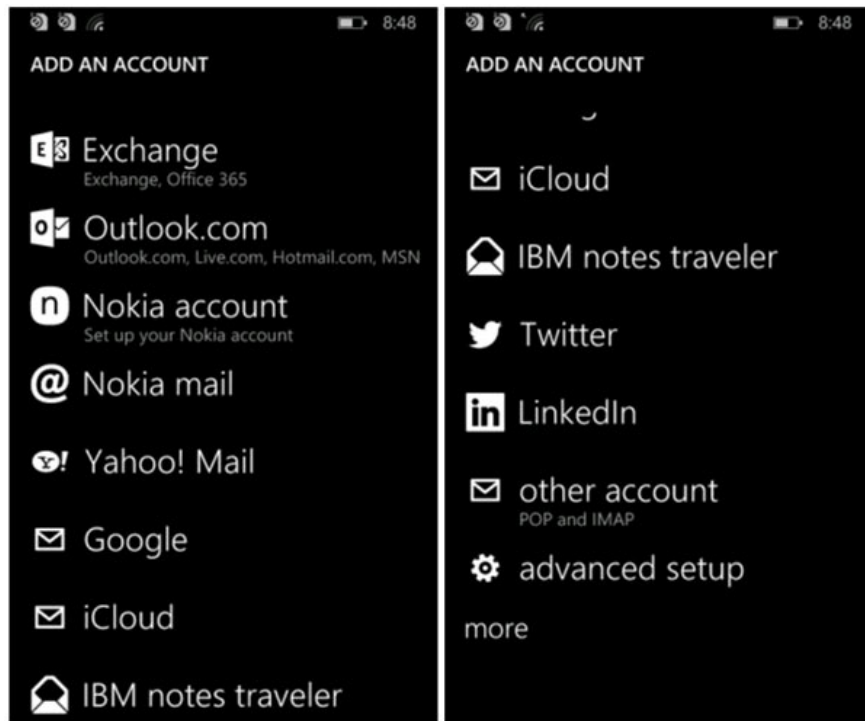 8:48
ADD AN ACCOUNT
Exchange
Exchange, Office 365
Outlook.com
Outlook.com, Live.com, Hotmail.com, MSN
Nokia account
Set up your Nokia account
Nokia mail
Yahoo! Mail
Google
iCloud
IBM notes traveler
8:48
ADD AN ACCOUNT
iCloud
IBM notes traveler
Twitter
LinkedIn
other account
POP and IMAP
advanced setup
more